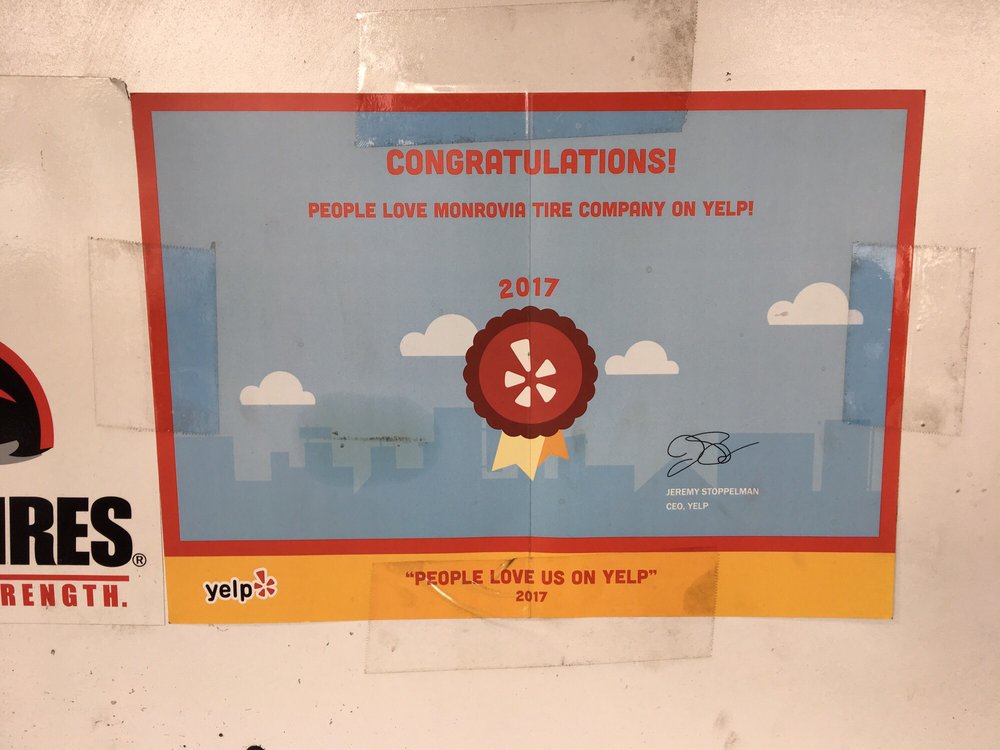 CONGRATULATIONS!
PEOPLE LOVE MONROVIA TIRE COMPANY ON YELP!
2017
JEREMY STOPPELMAN
CEO, YELP
IRES®
RENGTH.
yelp
"PEOPLE LOVE US ON YELP"
2017